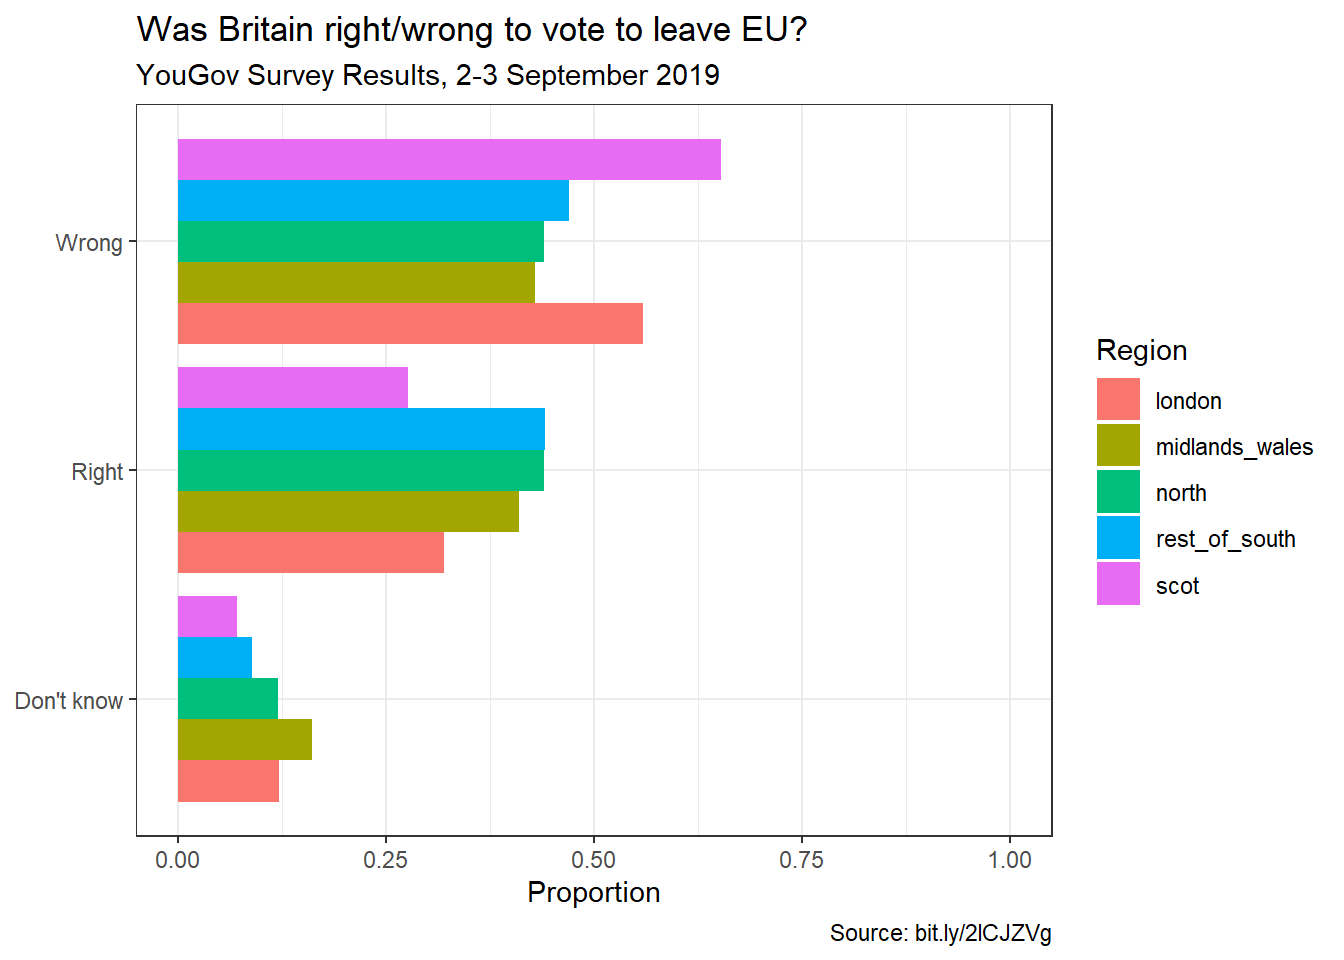 Was Britain right/wrong to vote to leave EU?
YouGov Survey Results, 2-3 September 2019
Wrong
Right
Don't know
0.00 0.25 0.50 0.75 1.00
Proportion
Region
london
midlands_wales
north
rest_of_south
scot
Source: bit.ly/2lCJZVg